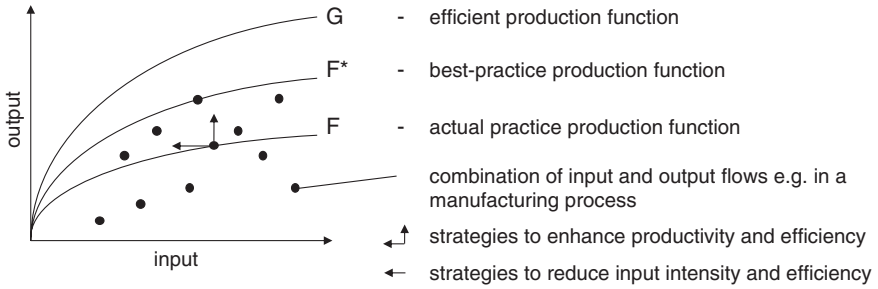 G - efficient production function
F* - best-practice production function
F - actual practice production function
combination of input and output flows e.g. in a
manufacturing process
strategies to enhance productivity and efficiency
strategies to reduce input intensity and efficiency
output
input